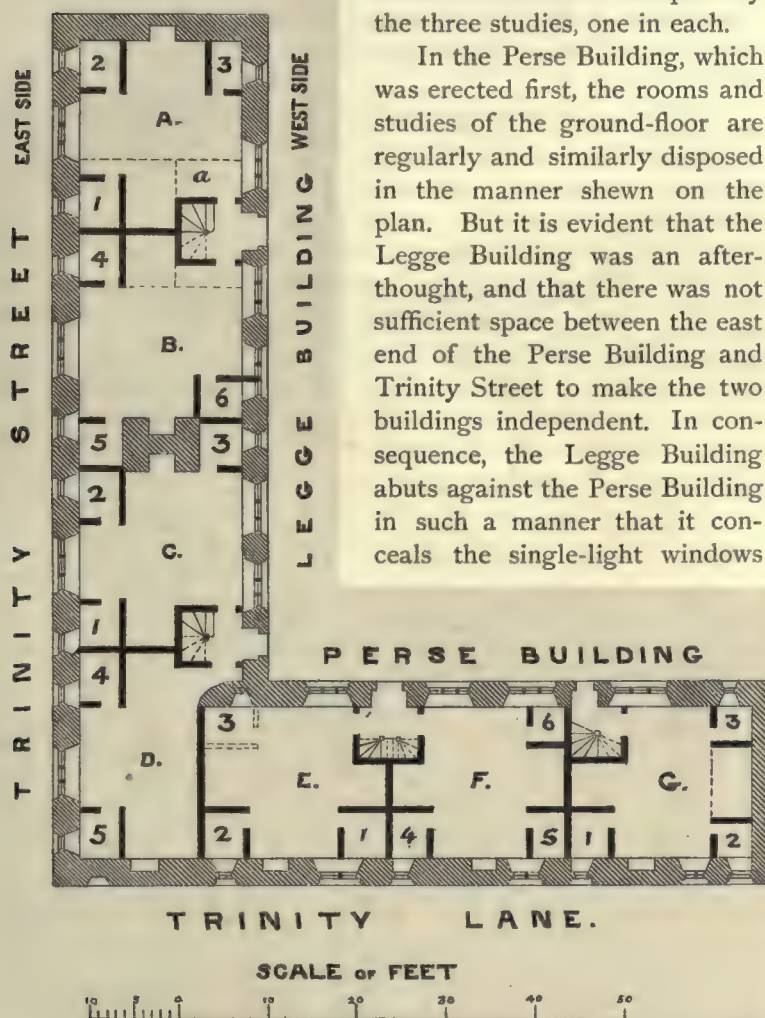 the three studies, one in each.
In the Perse Building, which
was erected first, the rooms and
studies of the ground-floor are
regularly and similarly disposed
in the manner shewn on the
plan. But it is evident that the
Legge Building was an after-
thought, and that there was not
sufficient space between the east
end of the Perse Building and
Trinity Street to make the two
buildings independent. In con-
sequence, the Legge Building
abuts against the Perse Building
in such a manner that it con-
ceals the single-light windows
TRINITY STREET EAST SIDE
LEGGE BUILDING WEST SIDE
2 3
A.
a
1
4
B.
6
5 3
2
C.
1
4
D.
5
PERSE BUILDING
3 6 3
E. F. G.
2 1 4 5 1 2
TRINITY LANE.
SCALE OF FEET
10 5 0 10 20 30 40 50